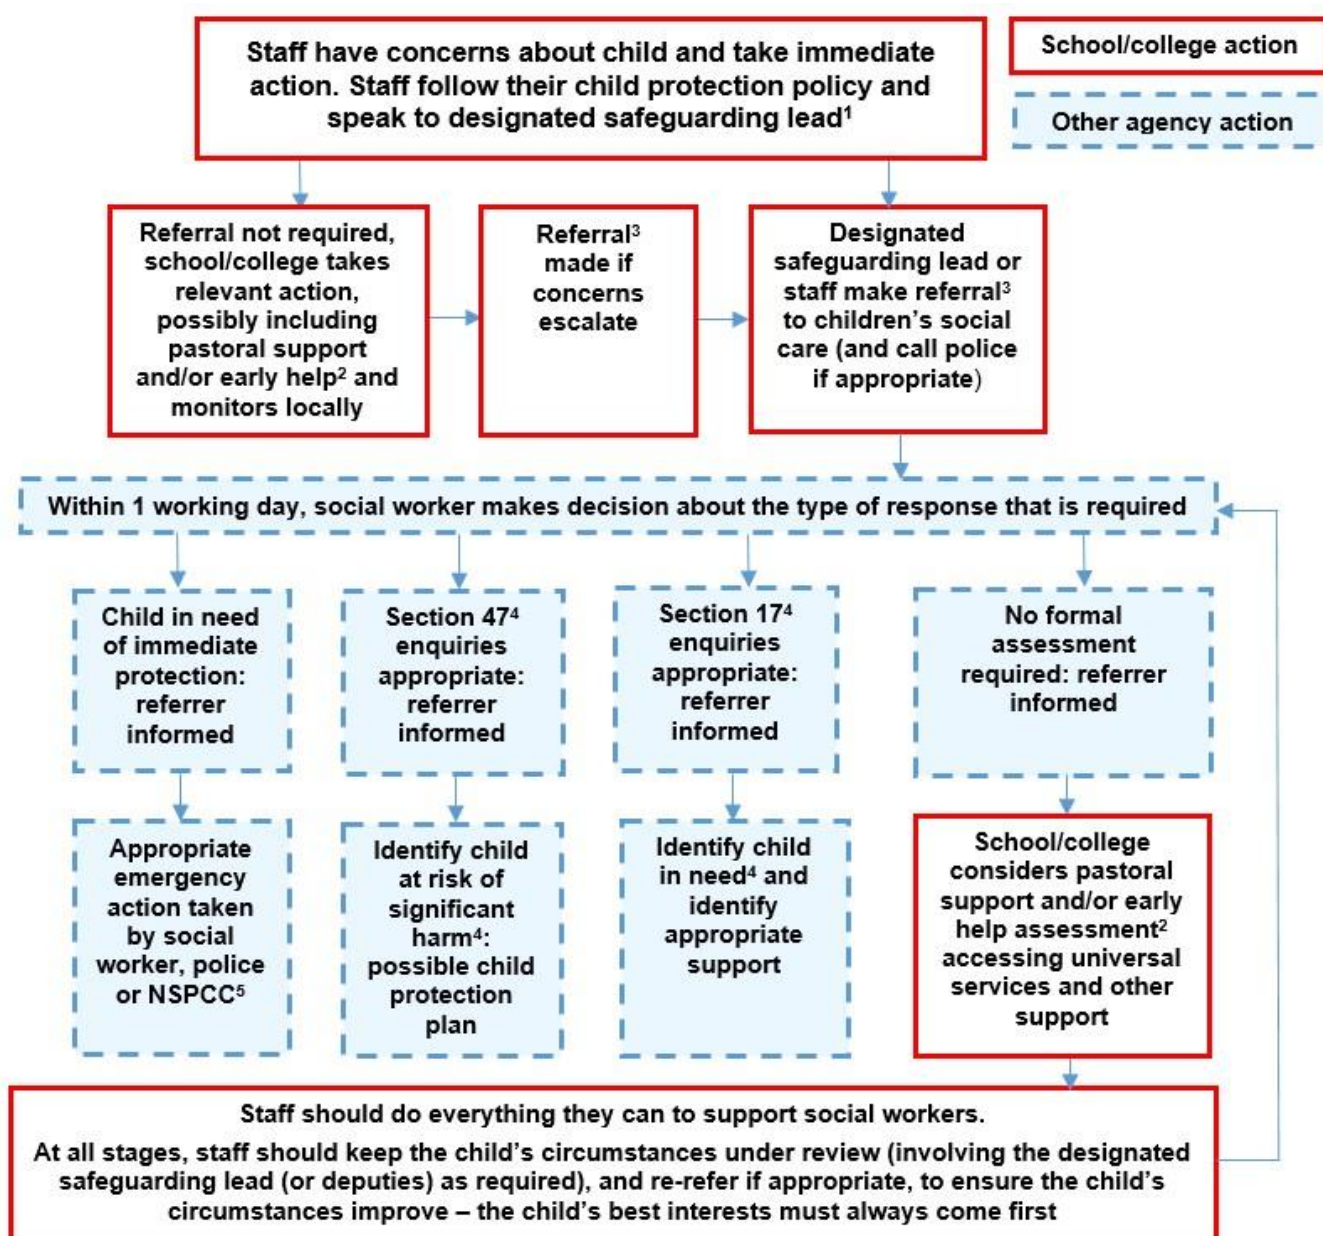 Staff have concerns about child and take immediate
action. Staff follow their child protection policy and
speak to designated safeguarding lead¹
School/college action
Other agency action
Referral not required,
school/college takes
relevant action,
possibly including
pastoral support
and/or early help² and
monitors locally
Referral³
made if
concerns
escalate
Designated
safeguarding lead or
staff make referral³
to children’s social
care (and call police
if appropriate)
Within 1 working day, social worker makes decision about the type of response that is required
Child in need
of immediate
protection:
referrer
informed
Section 47⁴
enquiries
appropriate:
referrer
informed
Section 17⁴
enquiries
appropriate:
referrer
informed
No formal
assessment
required: referrer
informed
Appropriate
emergency
action taken
by social
worker, police
or NSPCC⁵
Identify child
at risk of
significant
harm⁴:
possible child
protection
plan
Identify child
in need⁴ and
identify
appropriate
support
School/college
considers pastoral
support and/or early
help assessment²
accessing universal
services and other
support
Staff should do everything they can to support social workers.
At all stages, staff should keep the child’s circumstances under review (involving the designated
safeguarding lead (or deputies) as required), and re-refer if appropriate, to ensure the child’s
circumstances improve – the child’s best interests must always come first